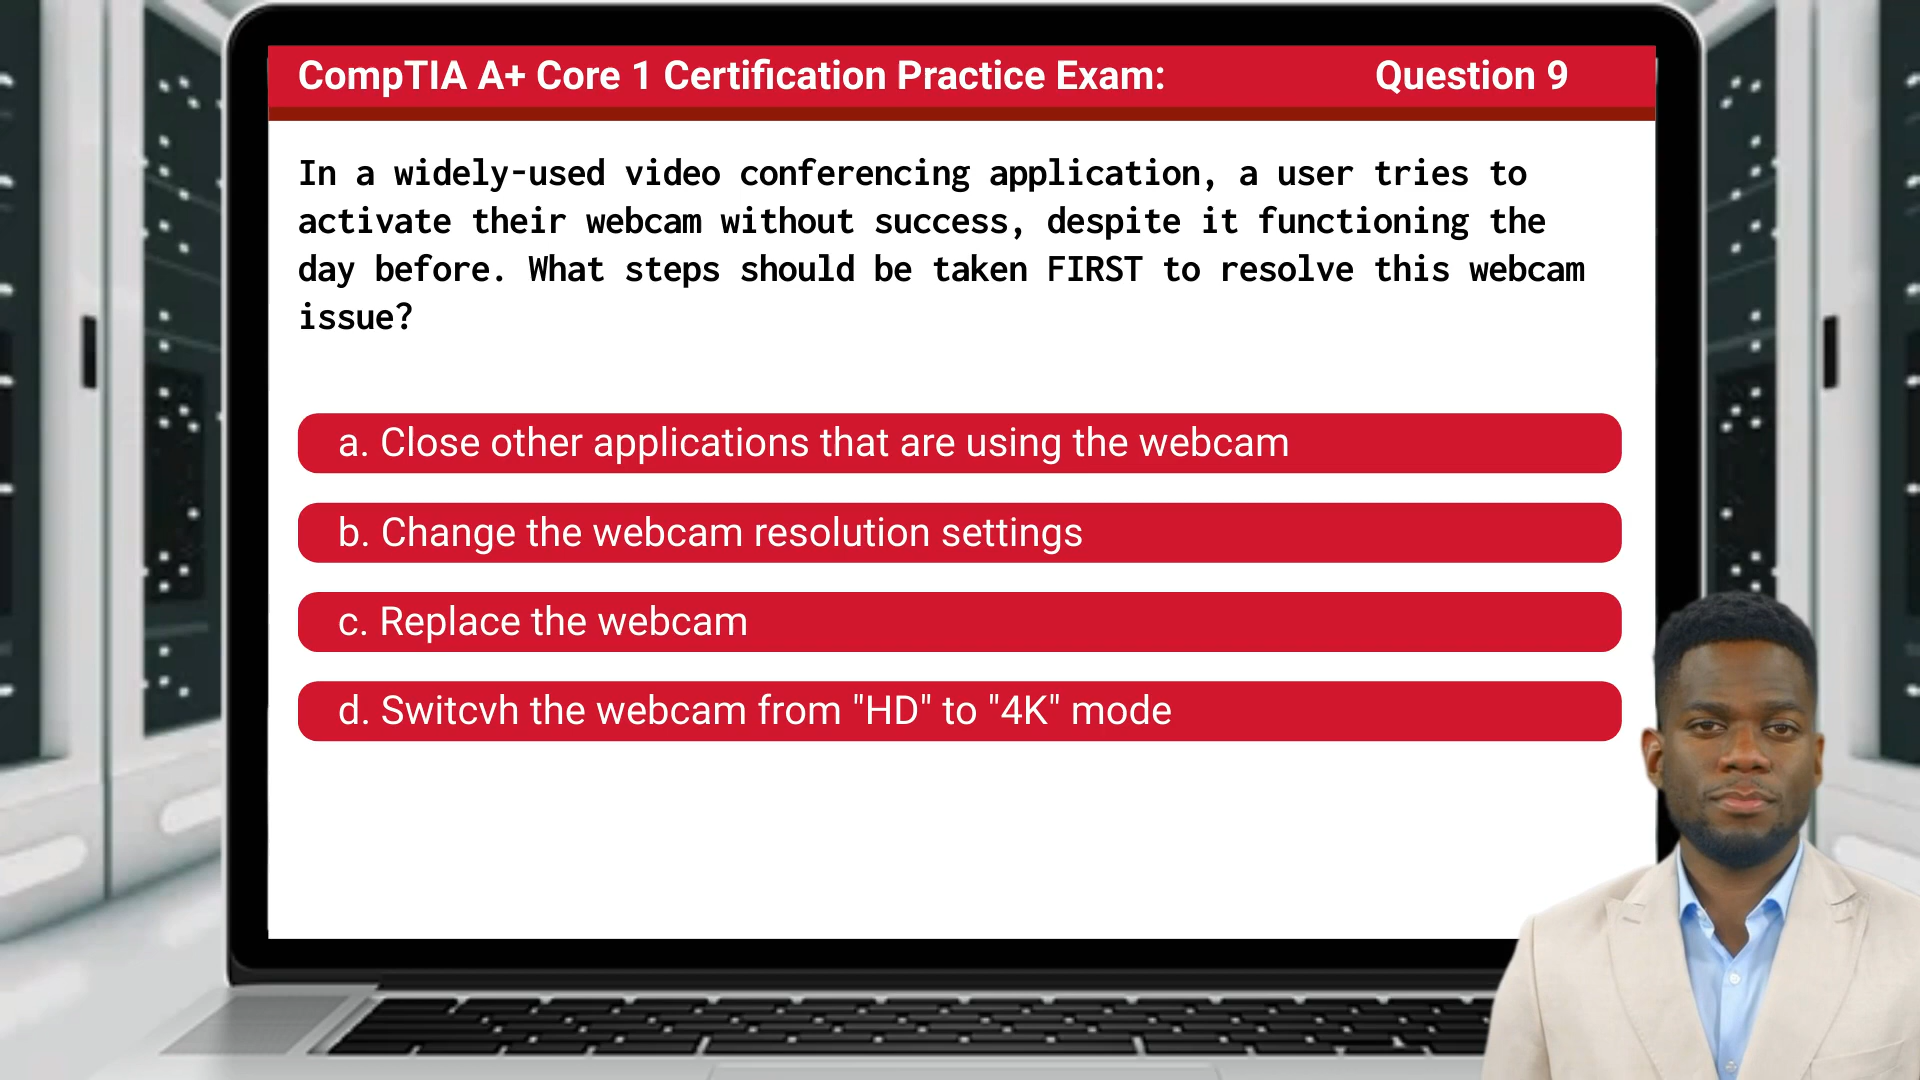 CompTIA A+ Core 1 Certification Practice Exam: Question 9
In a widely-used video conferencing application, a user tries to
activate their webcam without success, despite it functioning the
day before. What steps should be taken FIRST to resolve this webcam
issue?
a. Close other applications that are using the webcam
b. Change the webcam resolution settings
c. Replace the webcam
d. Switcvh the webcam from "HD" to "4K" mode